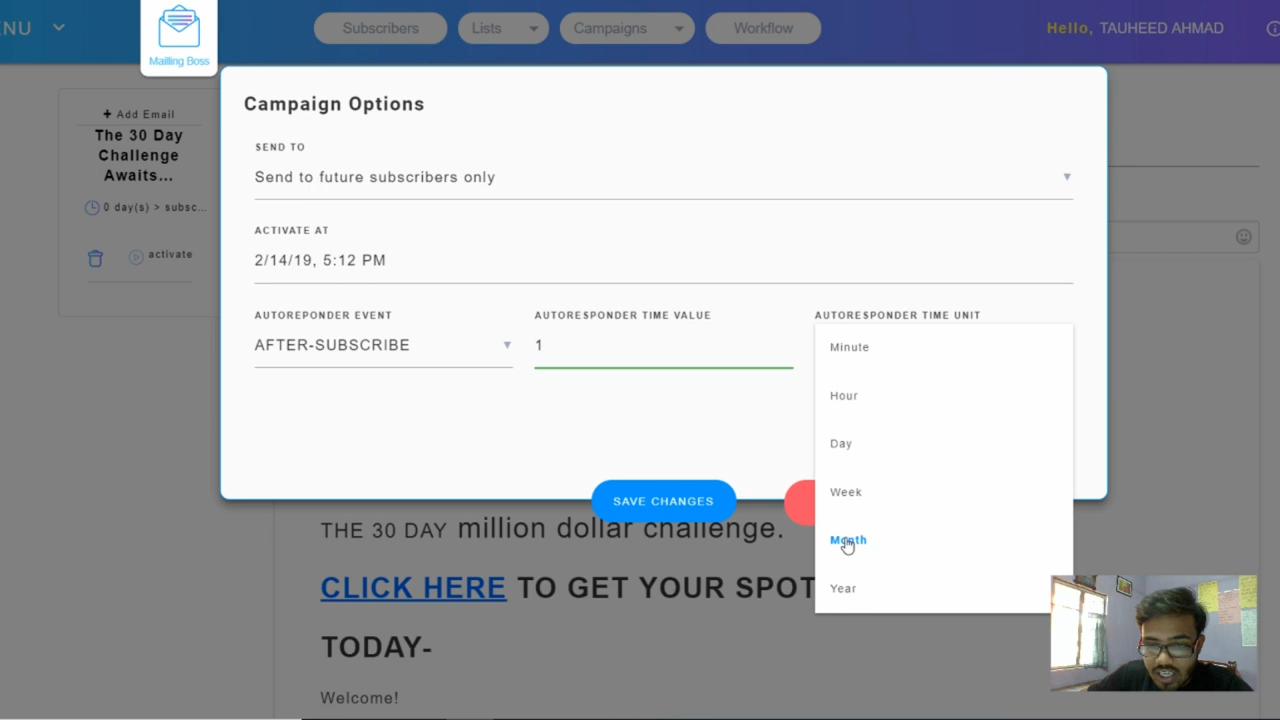 NU
Subscribers
Lists
Campaigns
Workflow
Hello, TAUHEED AHMAD
Mailling Boss
+ Add Email
The 30 Day
Challenge
Awaits...
0 day(s) > subsc...
activate
Campaign Options
SEND TO
Send to future subscribers only
ACTIVATE AT
2/14/19, 5:12 PM
AUTOREPONDER EVENT
AUTORESPONDER TIME VALUE
AUTORESPONDER TIME UNIT
AFTER-SUBSCRIBE
1
Minute
Hour
Day
Week
Month
Year
SAVE CHANGES
THE 30 DAY million dollar challenge.
CLICK HERE TO GET YOUR SPOT
TODAY-
Welcome!